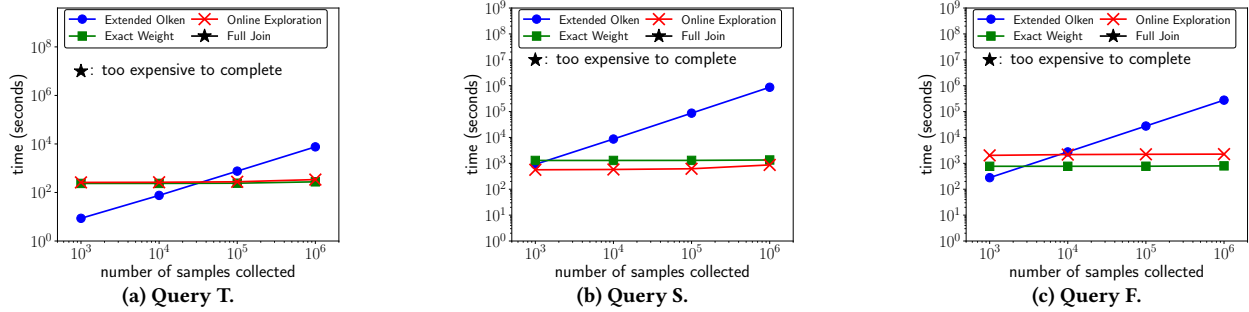 Extended Olken
Exact Weight
Online Exploration
Full Join
★: too expensive to complete
time (seconds)
10^8
10^6
10^4
10^2
10^0
10^3 10^4 10^5 10^6
number of samples collected
(a) Query T.
Extended Olken
Exact Weight
Online Exploration
Full Join
★: too expensive to complete
time (seconds)
10^9
10^8
10^7
10^6
10^5
10^4
10^3
10^2
10^1
10^0
10^3 10^4 10^5 10^6
number of samples collected
(b) Query S.
Extended Olken
Exact Weight
Online Exploration
Full Join
★: too expensive to complete
time (seconds)
10^9
10^8
10^7
10^6
10^5
10^4
10^3
10^2
10^1
10^0
10^3 10^4 10^5 10^6
number of samples collected
(c) Query F.